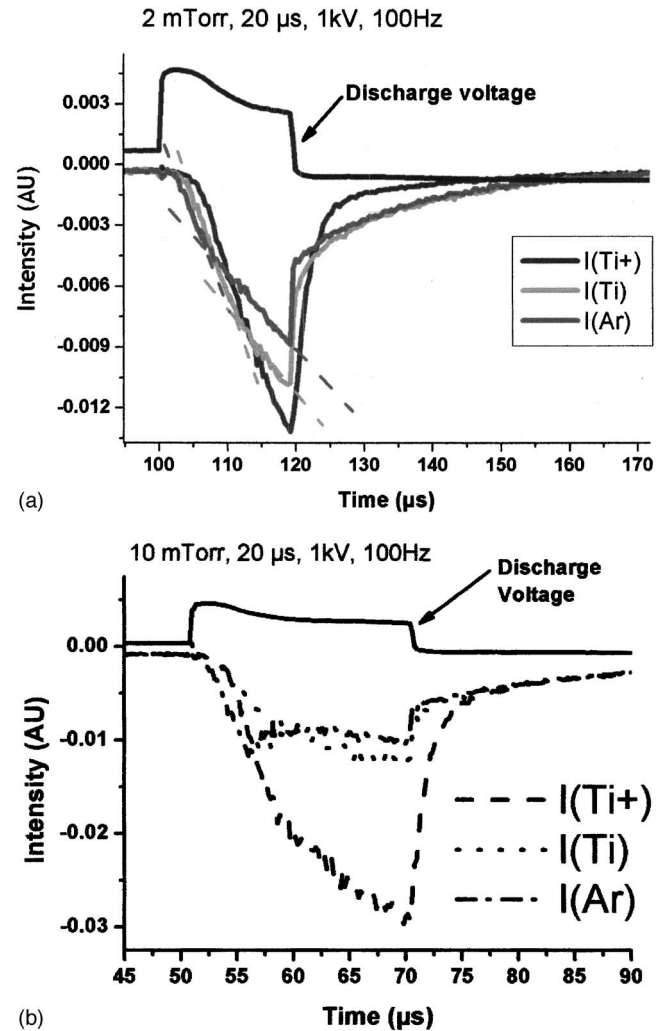 2 mTorr, 20 µs, 1kV, 100Hz
Discharge voltage
0.003
0.000
-0.003
-0.006
-0.009
-0.012
Intensity (AU)
I(Ti+)
I(Ti)
I(Ar)
100 110 120 130 140 150 160 170
Time (µs)
(a)
10 mTorr, 20 µs, 1kV, 100Hz
Discharge
Voltage
0.00
-0.01
-0.02
-0.03
Intensity (AU)
I(Ti+)
I(Ti)
I(Ar)
45 50 55 60 65 70 75 80 85 90
Time (µs)
(b)